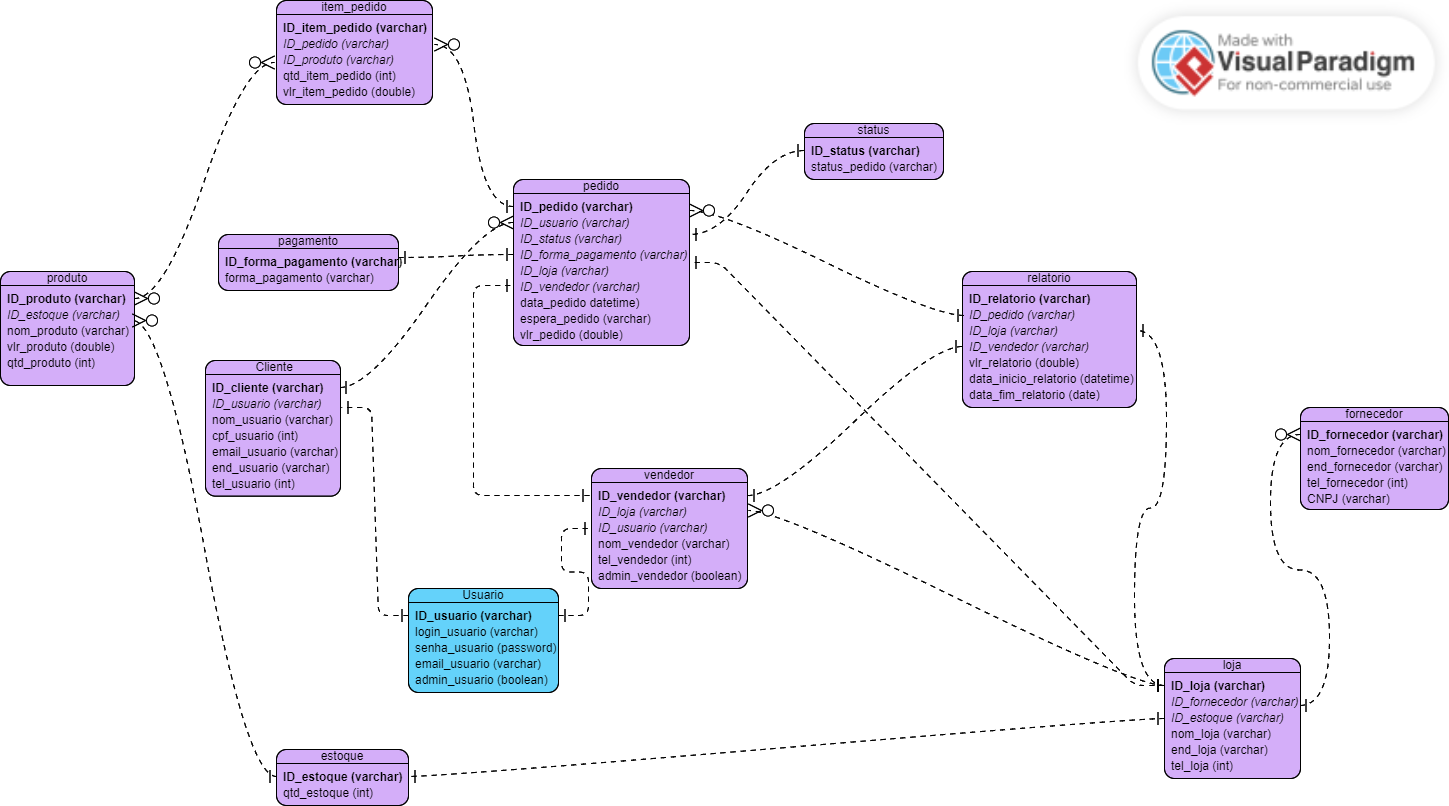 item_pedido
ID_item_pedido (varchar)
ID_pedido (varchar)
ID_produto (varchar)
qtd_item_pedido (int)
vlr_item_pedido (double)
Made with
Visual Paradigm
For non-commercial use
status
ID_status (varchar)
status_pedido (varchar)
pedido
ID_pedido (varchar)
ID_usuario (varchar)
ID_status (varchar)
ID_forma_pagamento (varchar)
ID_loja (varchar)
ID_vendedor (varchar)
data_pedido datetime)
espera_pedido (varchar)
vlr_pedido (double)
pagamento
ID_forma_pagamento (varchar)
forma_pagamento (varchar)
produto
ID_produto (varchar)
ID_estoque (varchar)
nom_produto (varchar)
vlr_produto (double)
qtd_produto (int)
relatorio
ID_relatorio (varchar)
ID_pedido (varchar)
ID_loja (varchar)
ID_vendedor (varchar)
vlr_relatorio (double)
data_inicio_relatorio (datetime)
data_fim_relatorio (date)
Cliente
ID_cliente (varchar)
ID_usuario (varchar)
nom_usuario (varchar)
cpf_usuario (int)
email_usuario (varchar)
end_usuario (varchar)
tel_usuario (int)
fornecedor
ID_fornecedor (varchar)
nom_fornecedor (varchar)
end_fornecedor (varchar)
tel_fornecedor (int)
CNPJ (varchar)
vendedor
ID_vendedor (varchar)
ID_loja (varchar)
ID_usuario (varchar)
nom_vendedor (varchar)
tel_vendedor (int)
admin_vendedor (boolean)
Usuario
ID_usuario (varchar)
login_usuario (varchar)
senha_usuario (password)
email_usuario (varchar)
admin_usuario (boolean)
loja
ID_loja (varchar)
ID_fornecedor (varchar)
ID_estoque (varchar)
nom_loja (varchar)
end_loja (varchar)
tel_loja (int)
estoque
ID_estoque (varchar)
qtd_estoque (int)